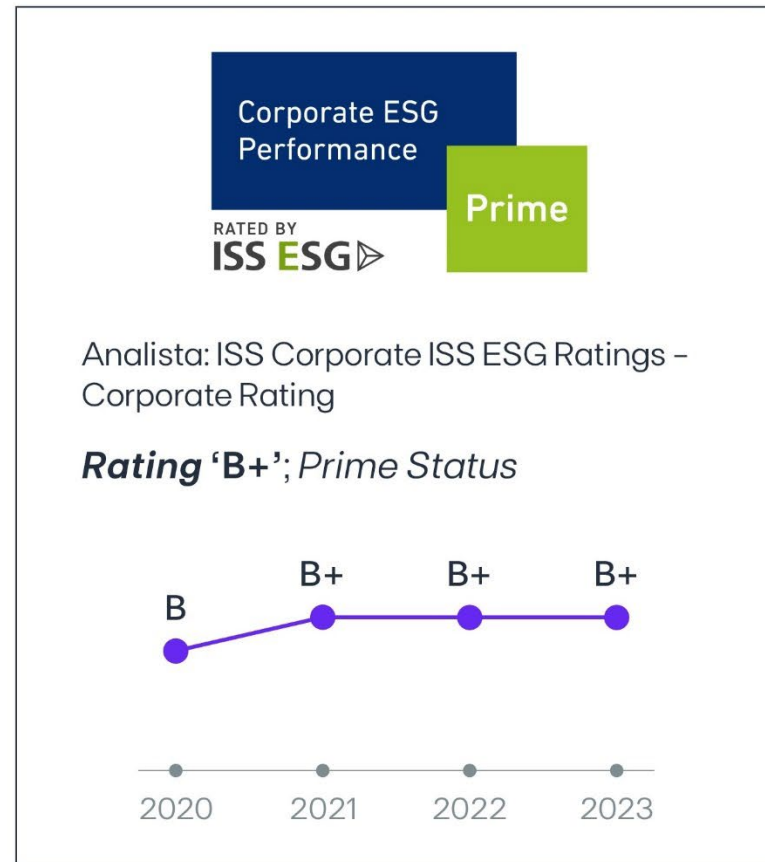 Corporate ESG
Performance
Prime
RATED BY
ISS ESG
Analista: ISS Corporate ISS ESG Ratings –
Corporate Rating
Rating ‘B+’; Prime Status
B
B+
B+
B+
2020
2021
2022
2023